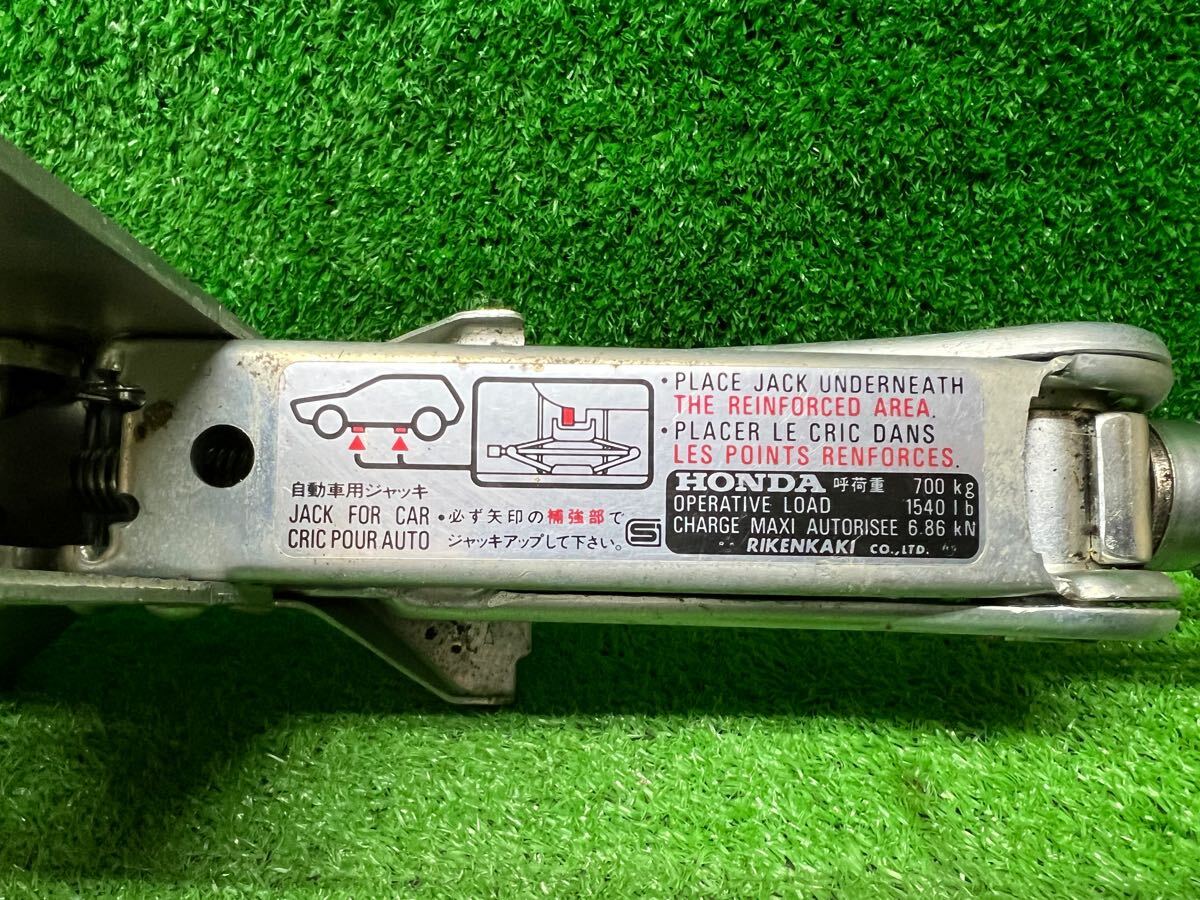 自動車用ジャッキ
JACK FOR CAR
CRIC POUR AUTO
•必ず矢印の補強部で
ジャッキアップして下さい。
S
•PLACE JACK UNDERNEATH
THE REINFORCED AREA.
•PLACER LE CRIC DANS
LES POINTS RENFORCES.
HONDA 呼荷重 700 kg
OPERATIVE LOAD 1540 lb
CHARGE MAXI AUTORISEE 6.86 kN
RIKENKAKI CO.,LTD.